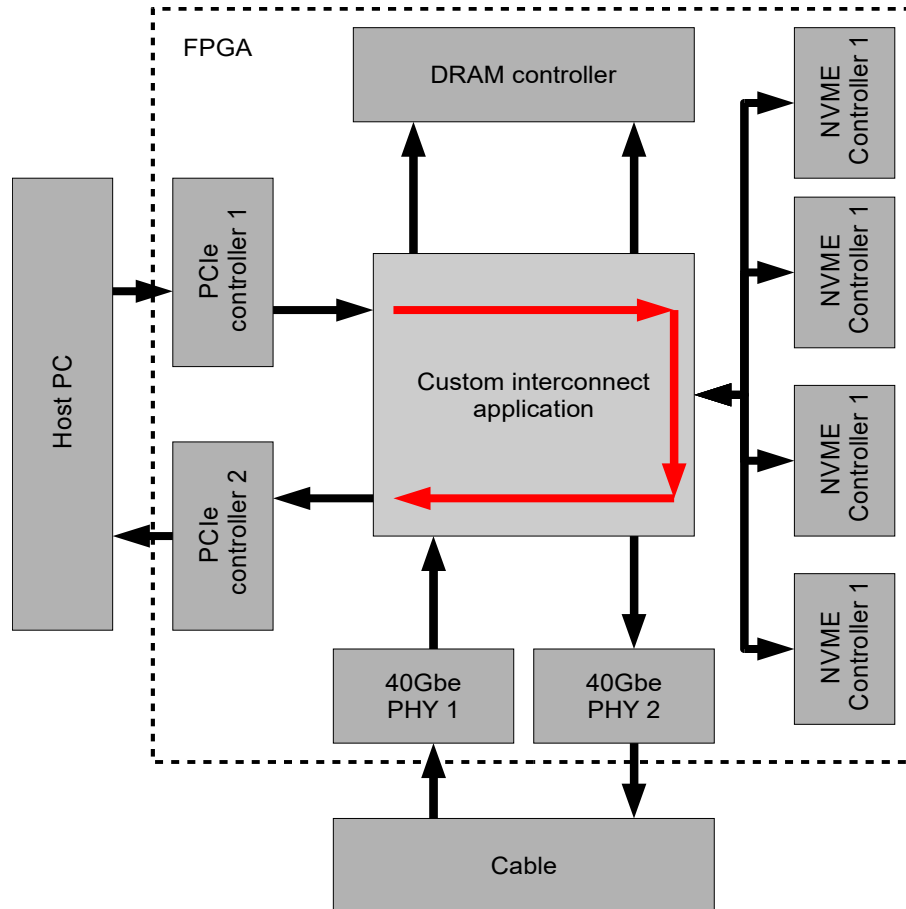 FPGA
DRAM controller
NVME
Controller 1
PCIe
controller 1
NVME
Controller 1
Host PC
Custom interconnect
application
PCIe
controller 2
NVME
Controller 1
40Gbe
PHY 1
40Gbe
PHY 2
NVME
Controller 1
Cable